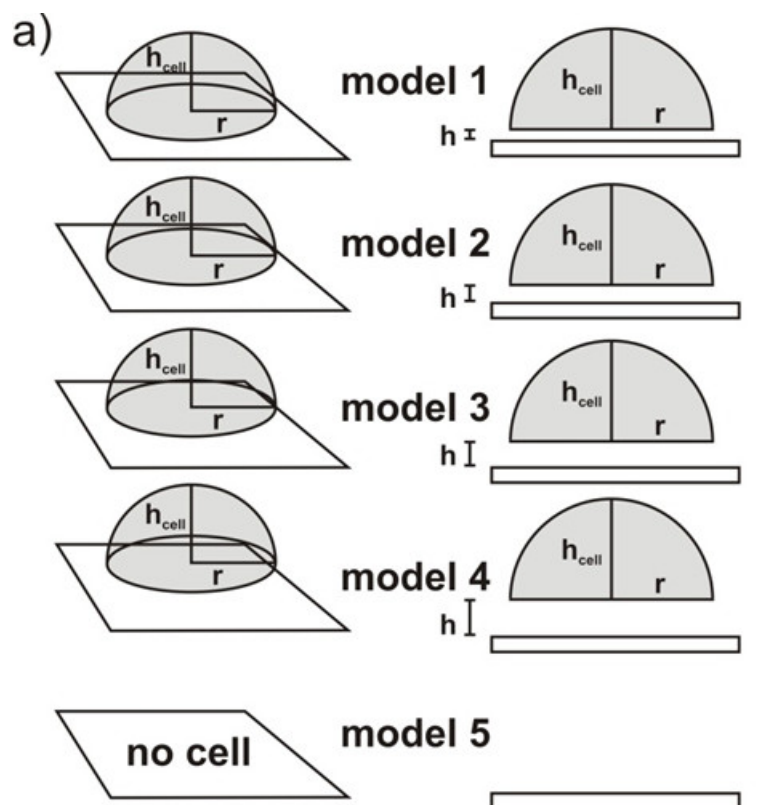 a)
h_cell
r
model 1
h_cell
r
h
h_cell
r
model 2
h_cell
r
h
h_cell
r
model 3
h_cell
r
h
h_cell
r
model 4
h_cell
r
h
no cell
model 5